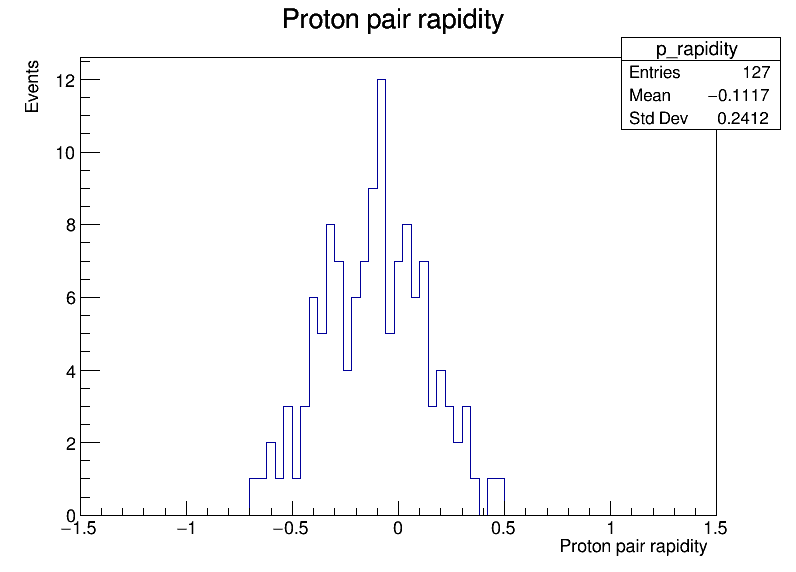 Proton pair rapidity
p_rapidity
Entries 127
Mean −0.1117
Std Dev 0.2412
Events
12
10
8
6
4
2
0
−1.5 −1 −0.5 0 0.5 1 1.5
Proton pair rapidity